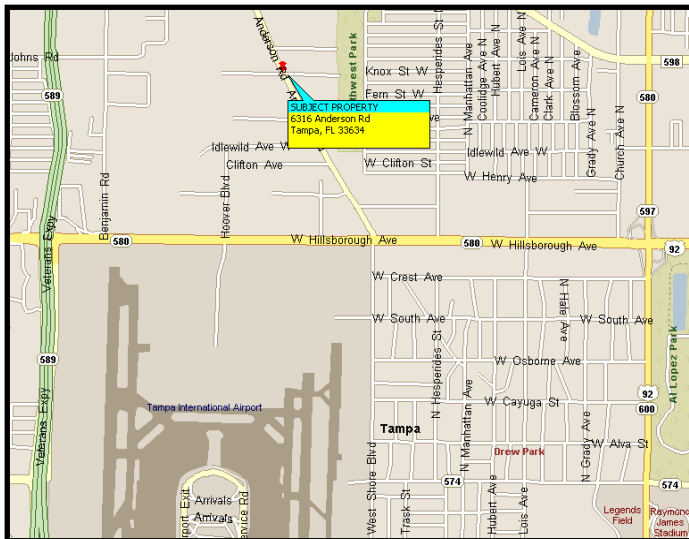 Anderson Rd
johns Rd
589
Knox St W
Fern St W
Hesperides St N
N Manhattan Ave
Coolidge Ave N
Hubert Ave N
Lois Ave N
Cameron Ave N
Clark Ave N
Blossom Ave
598
580
SUBJECT PROPERTY
6316 Anderson Rd
Tampa, FL 33634
thwest Park
Idlewild Ave W
Clifton Ave
W Clifton St
Idlewild Ave W
W Henry Ave
Grady Ave N
Church Ave N
Benjamin Rd
Hoover Blvd
Veterans Expy
580
W Hillsborough Ave
580
W Hillsborough Ave
597
92
W Crest Ave
W South Ave
N Hale Ave
W South Ave
589
Veterans Expy
N Hesperides St
W Osborne Ave
N Manhattan Ave
W Cayuga St
92
600
Al Lopez Park
Tampa International Airport
Tampa
N Grady Ave
W Alva St
Drew Park
574
574
West Shore Blvd
Trask St
Hubert Ave
Lois Ave
Legends
Field
Raymond
James
Stadium
Arrivals
Arrivals
rport Exit
ervice Rd